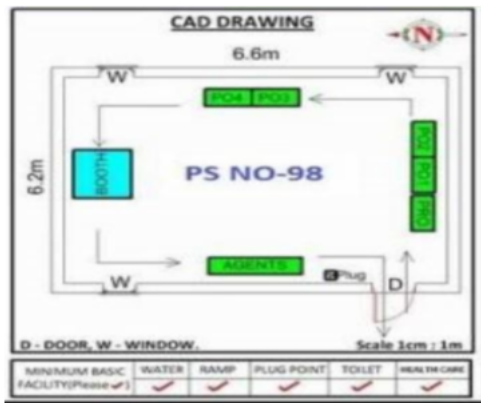 CAD DRAWING
N
6.6m
W W
PO4 PO3
PO2
PO1
PRO
6.2m
BOOTH
PS NO-98
AGENTS
Plug
W
D
D - DOOR, W - WINDOW.
Scale 1cm : 1m
MINIMUM BASIC FACILITY(Please ✓) WATER RAMP PLUG POINT TOILET HEALTH CARE